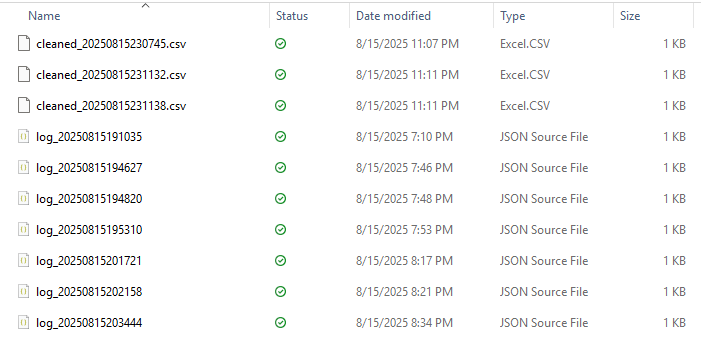 Name Status Date modified Type Size
cleaned_20250815230745.csv 8/15/2025 11:07 PM Excel.CSV 1 KB
cleaned_20250815231132.csv 8/15/2025 11:11 PM Excel.CSV 1 KB
cleaned_20250815231138.csv 8/15/2025 11:11 PM Excel.CSV 1 KB
log_20250815191035 8/15/2025 7:10 PM JSON Source File 1 KB
log_20250815194627 8/15/2025 7:46 PM JSON Source File 1 KB
log_20250815194820 8/15/2025 7:48 PM JSON Source File 1 KB
log_20250815195310 8/15/2025 7:53 PM JSON Source File 1 KB
log_20250815201721 8/15/2025 8:17 PM JSON Source File 1 KB
log_20250815202158 8/15/2025 8:21 PM JSON Source File 1 KB
log_20250815203444 8/15/2025 8:34 PM JSON Source File 1 KB